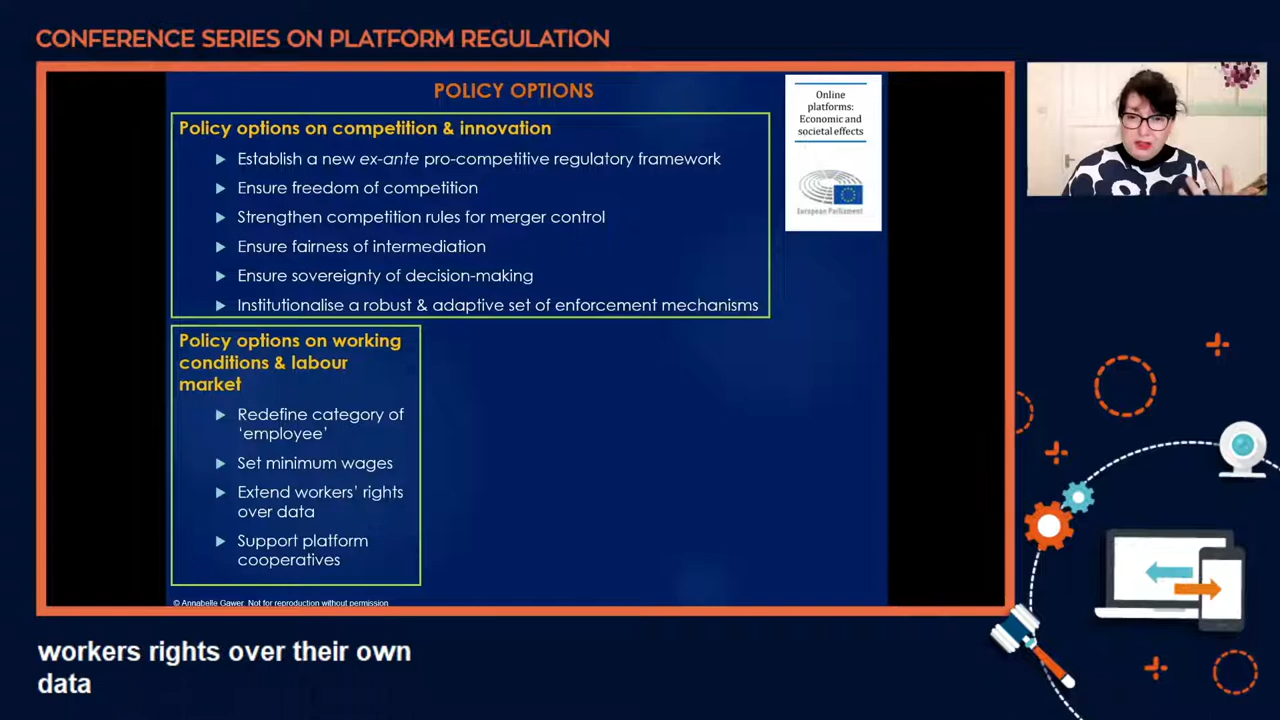 CONFERENCE SERIES ON PLATFORM REGULATION
POLICY OPTIONS
Policy options on competition & innovation
Establish a new ex-ante pro-competitive regulatory framework
Ensure freedom of competition
Strengthen competition rules for merger control
Ensure fairness of intermediation
Ensure sovereignty of decision-making
Institutionalise a robust & adaptive set of enforcement mechanisms
Online
platforms:
Economic and
societal effects
European Parliament
Policy options on working
conditions & labour
market
Redefine category of
‘employee’
Set minimum wages
Extend workers’ rights
over data
Support platform
cooperatives
© Annabelle Gawer. Not for reproduction without permission
workers rights over their own
data